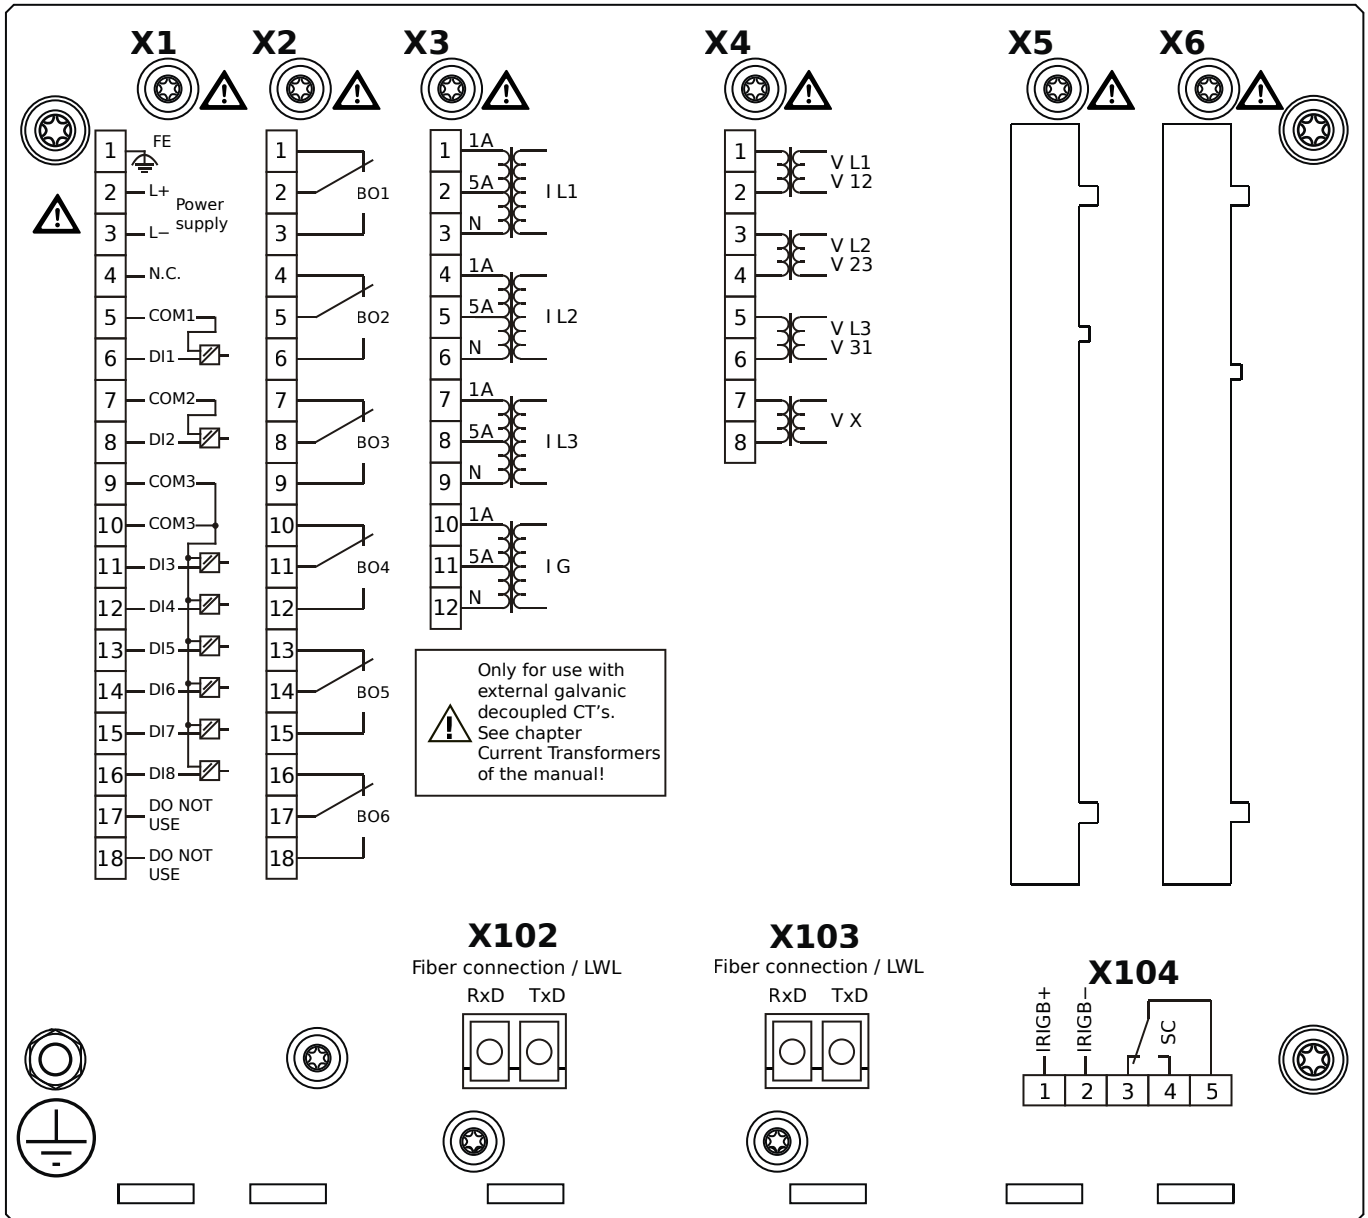 X1
X2
X3
X4
X5
X6
1 FE
2 L+
Power
supply
3 L−
4 N.C.
5 COM1
6 DI1
7 COM2
8 DI2
9 COM3
10 COM3
11 DI3
12 DI4
13 DI5
14 DI6
15 DI7
16 DI8
17 DO NOT
USE
18 DO NOT
USE
1
2 BO1
3
4
5 BO2
6
7
8 BO3
9
10
11 BO4
12
13
14 BO5
15
16
17 BO6
18
1 1A
2 5A I L1
3 N
4 1A
5 5A I L2
6 N
7 1A
8 5A I L3
9 N
10 1A
11 5A I G
12 N
Only for use with
external galvanic
decoupled CT's.
See chapter
Current Transformers
of the manual!
1 V L1
2 V 12
3 V L2
4 V 23
5 V L3
6 V 31
7 V X
8
X102
Fiber connection / LWL
RxD TxD
X103
Fiber connection / LWL
RxD TxD
X104
IRIGB+
IRIGB−
SC
1 2 3 4 5